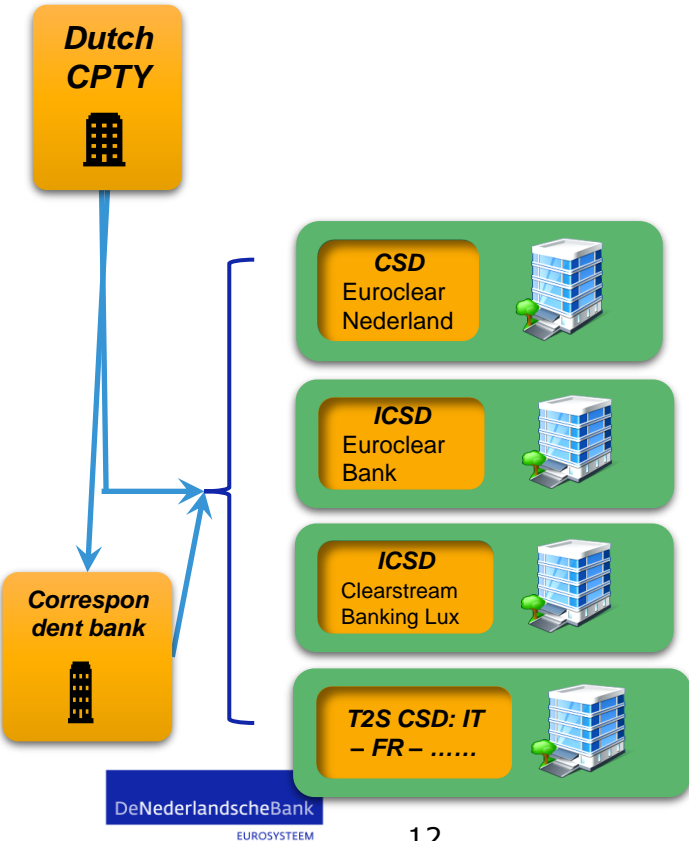 Dutch
CPTY
CSD
Euroclear
Nederland
ICSD
Euroclear
Bank
ICSD
Clearstream
Banking Lux
Correspon
dent bank
T2S CSD: IT
– FR – ……
DeNederlandscheBank
EUROSYSTEEM
12